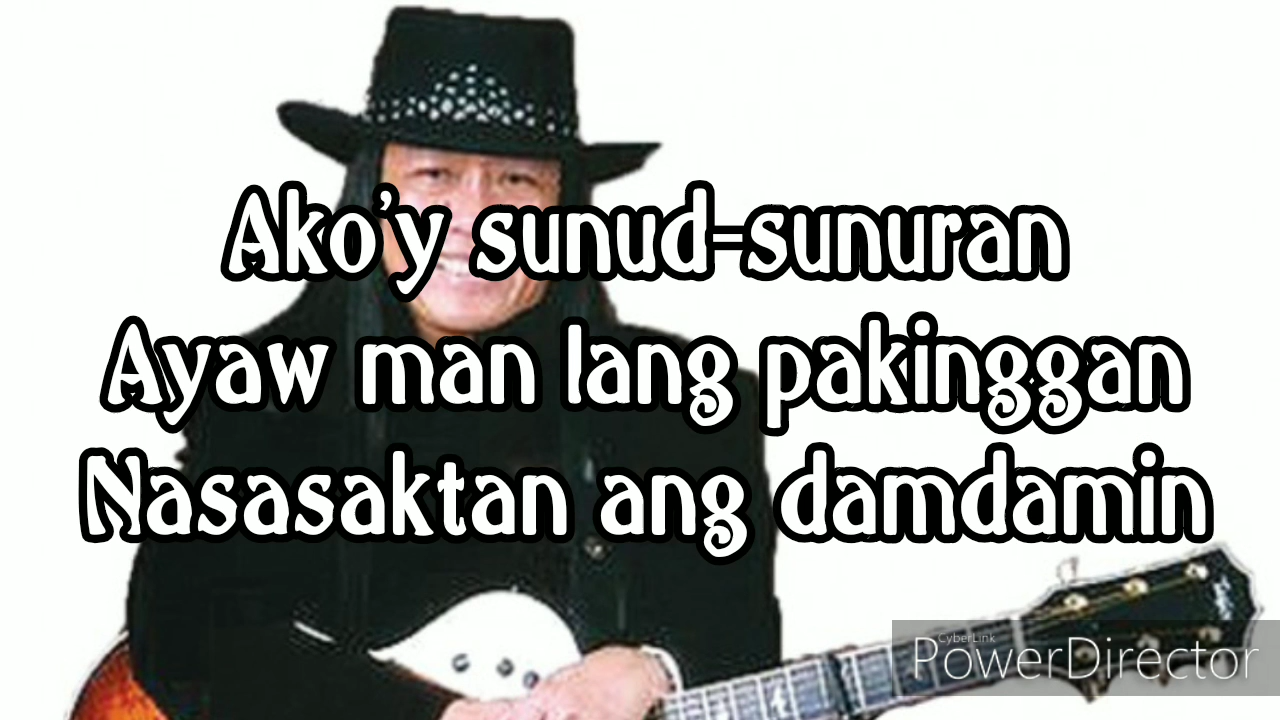 Ako'y sunud-sunuran
Ayaw man lang pakinggan
Nasasaktan ang damdamin
CyberLink
PowerDirector